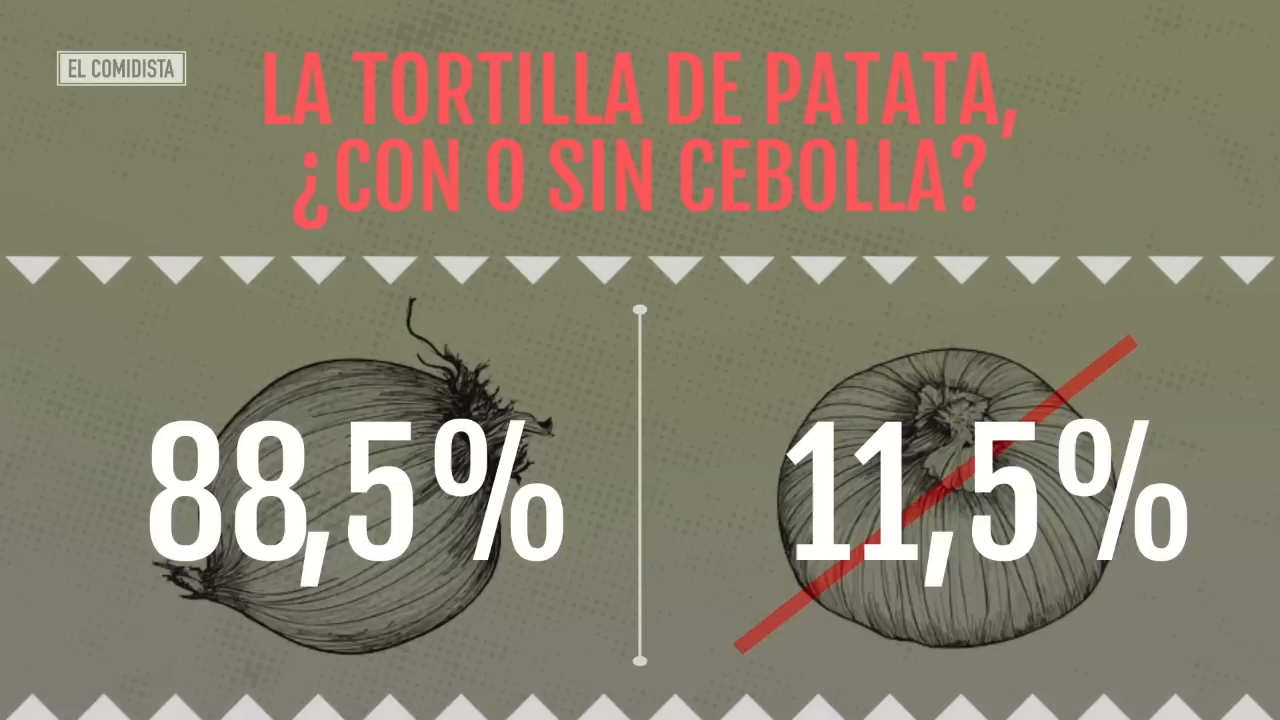 EL COMIDISTA
LA TORTILLA DE PATATA,
¿CON O SIN CEBOLLA?
88,5%
11,5%